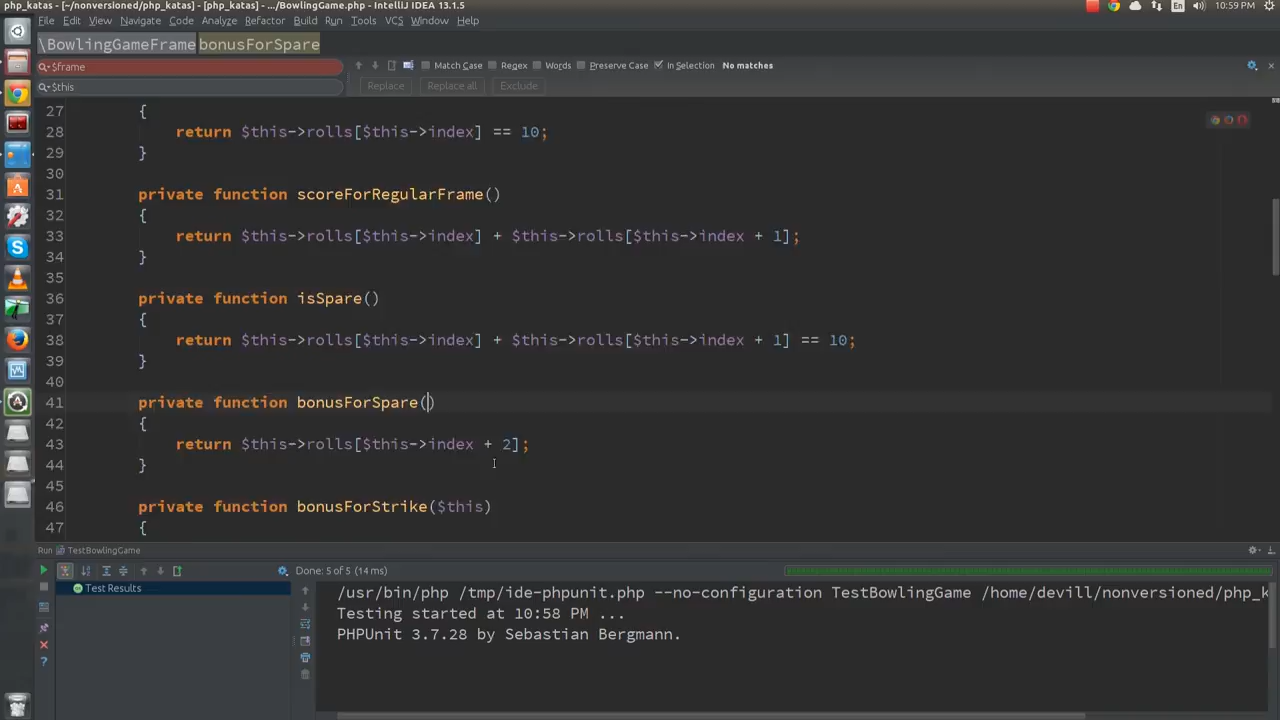 php_katas - [~/nonversioned/php_katas] - [php_katas] - .../BowlingGame.php - IntelliJ IDEA 13.1.5
En 10:59 PM
File Edit View Navigate Code Analyze Refactor Build Run Tools VCS Window Help
\BowlingGameFrame bonusForSpare
$frame Match Case Regex Words Preserve Case In Selection No matches
$this Replace Replace all Exclude
27 {
28 return $this->rolls[$this->index] == 10;
29 }
30
31 private function scoreForRegularFrame()
32 {
33 return $this->rolls[$this->index] + $this->rolls[$this->index + 1];
34 }
35
36 private function isSpare()
37 {
38 return $this->rolls[$this->index] + $this->rolls[$this->index + 1] == 10;
39 }
40
41 private function bonusForSpare()
42 {
43 return $this->rolls[$this->index + 2];
44 }
45
46 private function bonusForStrike($this)
47 {
Run TestBowlingGame
Done: 5 of 5 (14 ms)
Test Results
/usr/bin/php /tmp/ide-phpunit.php --no-configuration TestBowlingGame /home/devill/nonversioned/php_k
Testing started at 10:58 PM ...
PHPUnit 3.7.28 by Sebastian Bergmann.